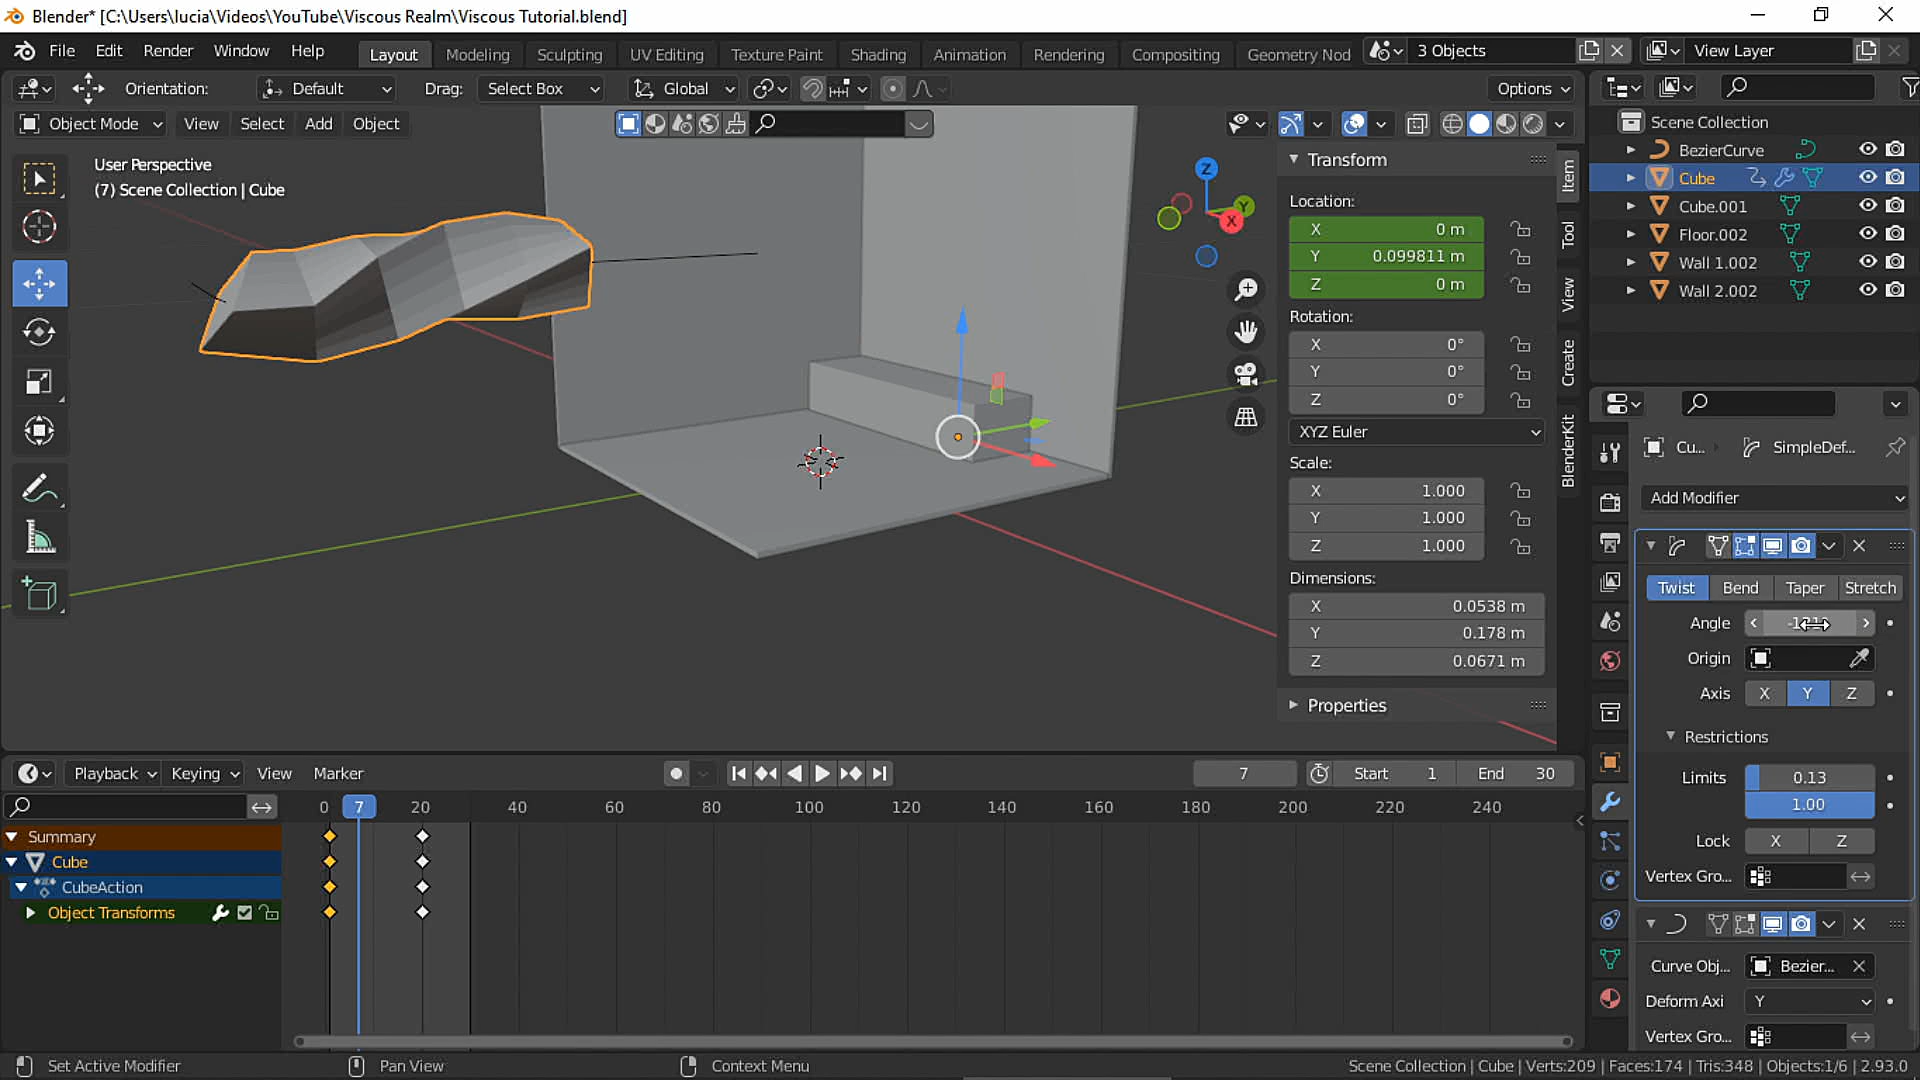 Blender* [C:\Users\lucia\Videos\YouTube\Viscous Realm\Viscous Tutorial.blend]
File Edit Render Window Help Layout Modeling Sculpting UV Editing Texture Paint Shading Animation Rendering Compositing Geometry Nod 3 Objects View Layer
Orientation: Default Drag: Select Box Global Options
Object Mode View Select Add Object
User Perspective
(7) Scene Collection | Cube
Z
Y
X
Transform
Location:
X 0 m
Y 0.099811 m
Z 0 m
Rotation:
X 0°
Y 0°
Z 0°
XYZ Euler
Scale:
X 1.000
Y 1.000
Z 1.000
Dimensions:
X 0.0538 m
Y 0.178 m
Z 0.0671 m
Properties
Item
Tool
View
Create
BlenderKit
Scene Collection
BezierCurve
Cube
Cube.001
Floor.002
Wall 1.002
Wall 2.002
Cu... SimpleDef...
Add Modifier
Twist Bend Taper Stretch
Angle
Origin
Axis X Y Z
Restrictions
Limits 0.13
1.00
Lock X Z
Vertex Gro...
Curve Obj... Bezier...
Deform Axi Y
Vertex Gro...
Playback Keying View Marker 7 Start 1 End 30
0 7 20 40 60 80 100 120 140 160 180 200 220 240
Summary
Cube
CubeAction
Object Transforms
Set Active Modifier Pan View Context Menu Scene Collection | Cube | Verts:209 | Faces:174 | Tris:348 | Objects:1/6 | 2.93.0